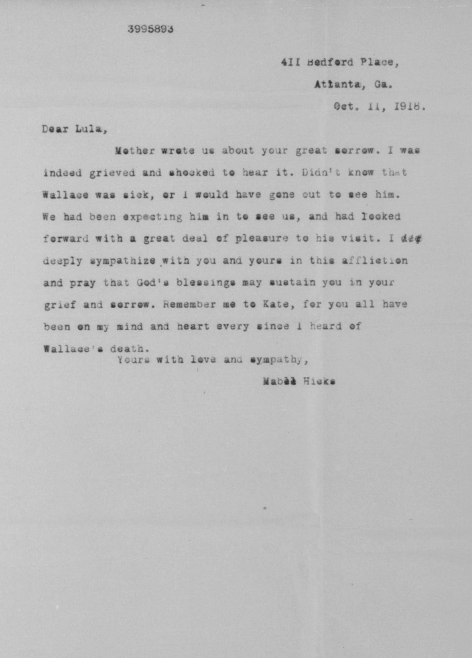 3995893
411 Bedford Place,
Atlanta, Ga.
Oct. 11, 1918.
Dear Lula,
Mother wrote us about your great sorrow. I was
indeed grieved and shocked to hear it. Didn't know that
Wallace was sick, or I would have gone out to see him.
We had been expecting him in to see us, and had looked
forward with a great deal of pleasure to his visit. I
deeply sympathize with you and yours in this affliction
and pray that God's blessings may sustain you in your
grief and sorrow. Remember me to Kate, for you all have
been on my mind and heart every since I heard of
Wallace's death.
Yours with love and sympathy,
Hicks